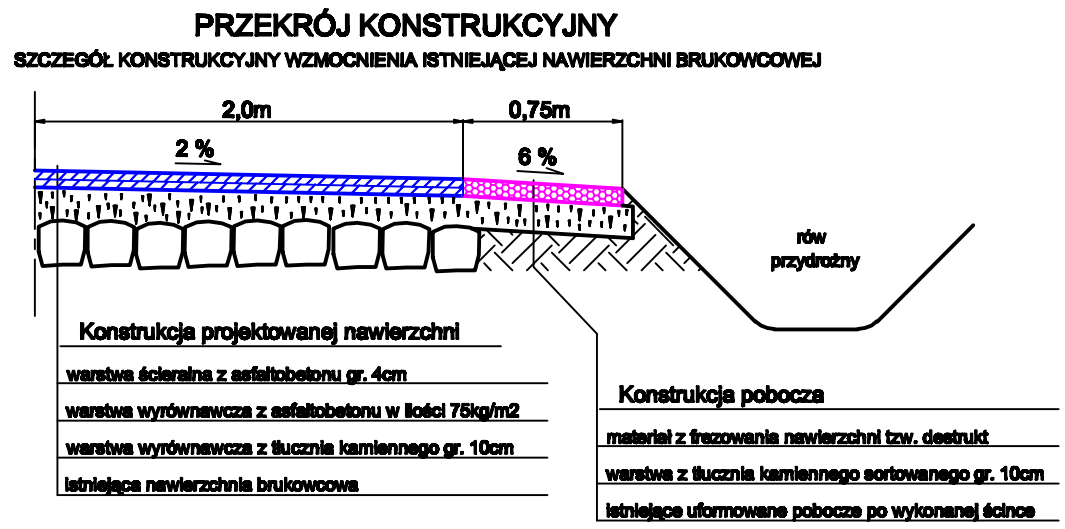 PRZEKRÓJ KONSTRUKCYJNY
SZCZEGÓŁ KONSTRUKCYJNY WZMOCNIENIA ISTNIEJĄCEJ NAWIERZCHNI BRUKOWCOWEJ
2,0m
0,75m
2 %
6 %
rów
przydrożny
Konstrukcja projektowanej nawierzchni
warstwa ścieralna z asfaltobetonu gr. 4cm
warstwa wyrównawcza z asfaltobetonu w ilości 75kg/m2
warstwa wyrównawcza z tłucznia kamiennego gr. 10cm
istniejąca nawierzchnia brukowcowa
Konstrukcja pobocza
materiał z frezowania nawierzchni tzw. destrukt
warstwa z tłucznia kamiennego sortowanego gr. 10cm
istniejące uformowane pobocze po wykonanej ścince